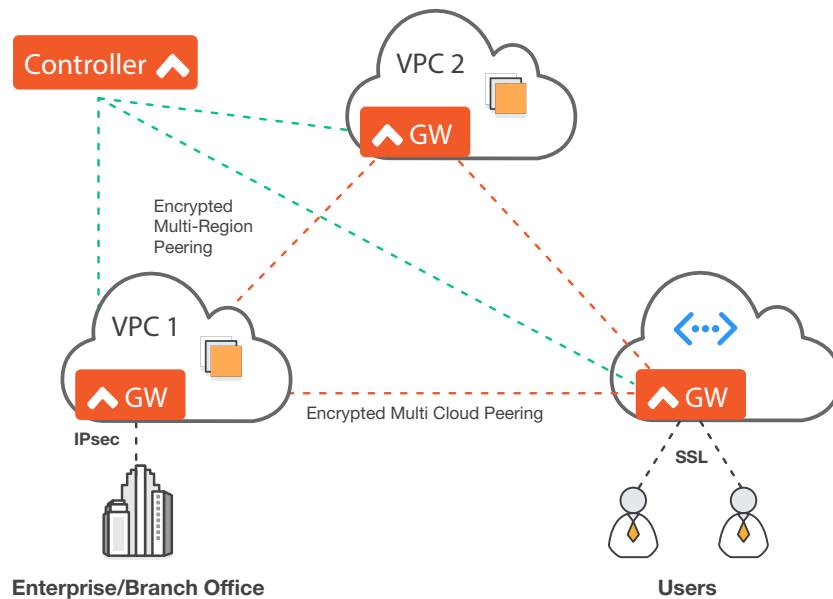 Controller
VPC 2
GW
Encrypted
Multi-Region
Peering
VPC 1
GW
GW
Encrypted Multi Cloud Peering
IPsec
SSL
Enterprise/Branch Office
Users